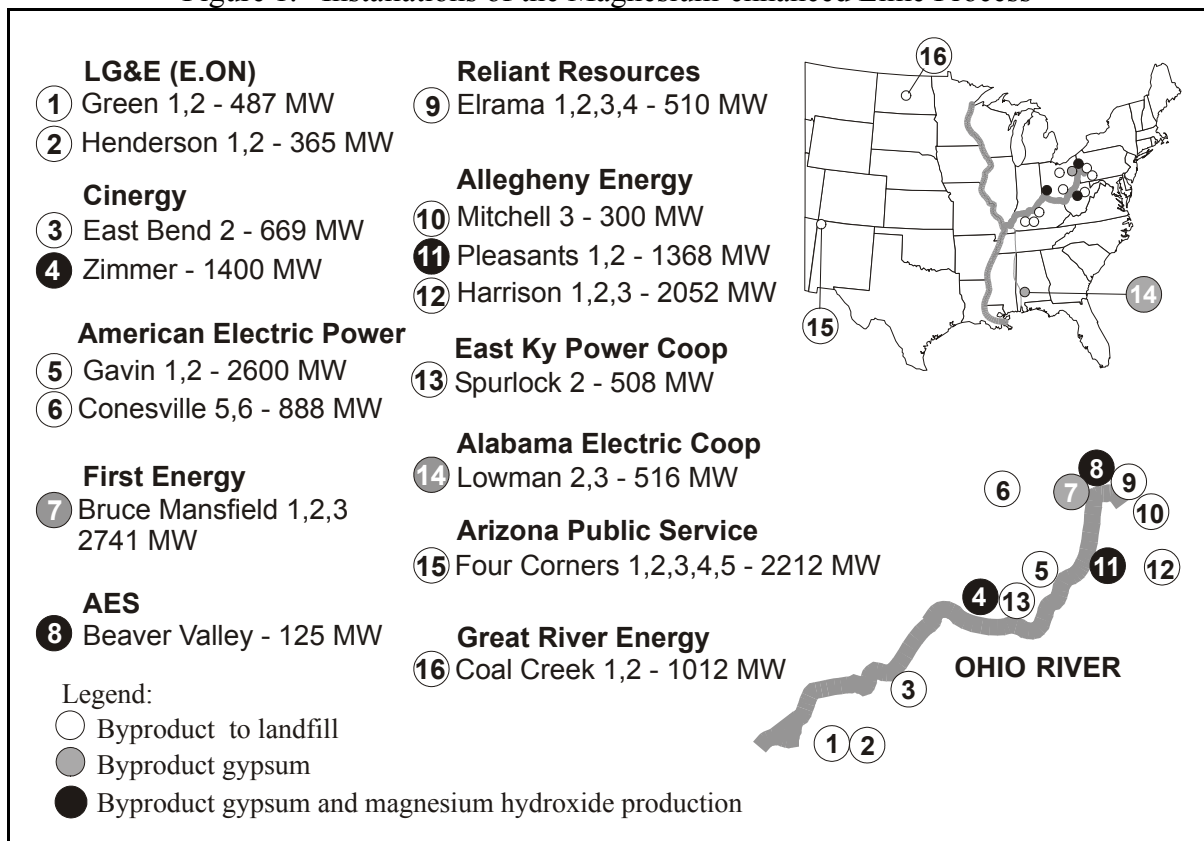 Figure 1. Installations of the Magnesium-enhanced Lime Process
LG&E (E.ON)
1 Green 1,2 - 487 MW
2 Henderson 1,2 - 365 MW
Cinergy
3 East Bend 2 - 669 MW
4 Zimmer - 1400 MW
American Electric Power
5 Gavin 1,2 - 2600 MW
6 Conesville 5,6 - 888 MW
First Energy
7 Bruce Mansfield 1,2,3
2741 MW
AES
8 Beaver Valley - 125 MW
Reliant Resources
9 Elrama 1,2,3,4 - 510 MW
Allegheny Energy
10 Mitchell 3 - 300 MW
11 Pleasants 1,2 - 1368 MW
12 Harrison 1,2,3 - 2052 MW
East Ky Power Coop
13 Spurlock 2 - 508 MW
Alabama Electric Coop
14 Lowman 2,3 - 516 MW
Arizona Public Service
15 Four Corners 1,2,3,4,5 - 2212 MW
Great River Energy
16 Coal Creek 1,2 - 1012 MW
Legend:
Byproduct to landfill
Byproduct gypsum
Byproduct gypsum and magnesium hydroxide production
16
14
15
8
9
7
6
10
5
11
12
4
13
OHIO RIVER
3
1
2